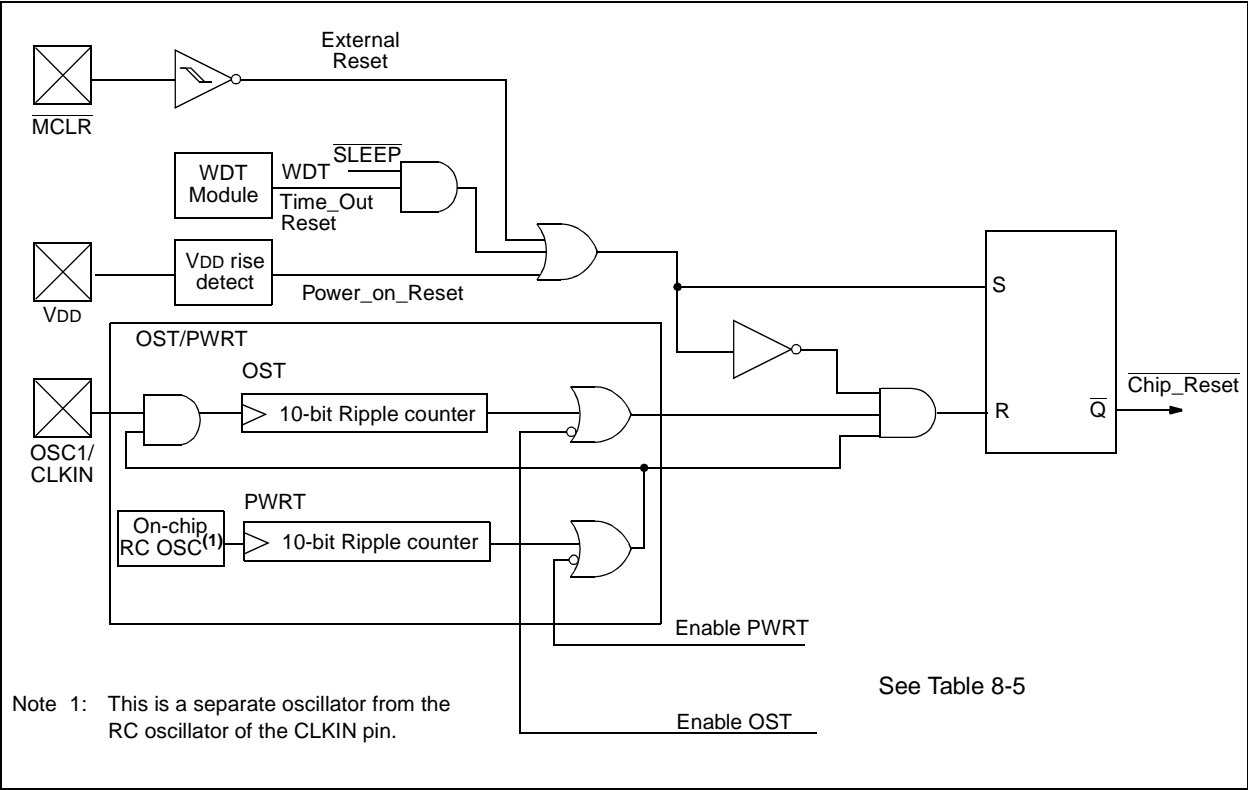 External
Reset
MCLR
SLEEP
WDT
Module
WDT
Time_Out
Reset
VDD rise
detect
Power_on_Reset
VDD
S
OST/PWRT
OST
10-bit Ripple counter
OSC1/
CLKIN
R
Q
Chip_Reset
PWRT
On-chip
RC OSC(1)
10-bit Ripple counter
Enable PWRT
See Table 8-5
Enable OST
Note 1: This is a separate oscillator from the
RC oscillator of the CLKIN pin.